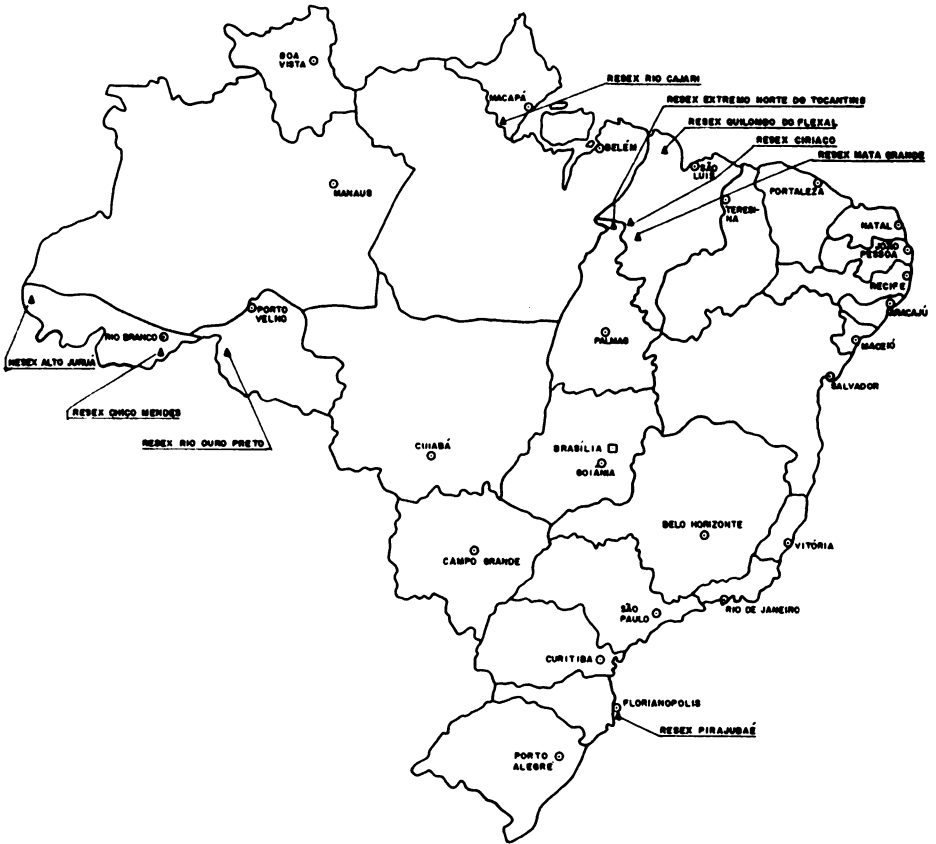 BOA
VISTA
RESEX RIO CAJARI
MACAPÁ
RESEX EXTREMO NORTE DO TOCANTINS
RESEX QUILOMBO DO FLEXAL
RESEX CIRIAÇO
BELÉM
RESEX MATA GRANDE
SÃO
LUIS
MANAUS
FORTALEZA
TERESI-
NA
NATAL
JOÃO
PESSOA
RECIFE
PORTO
VELHO
ARACAJÚ
RIO BRANCO
PALMAS
MACEIÓ
RESEX ALTO JURUÁ
SALVADOR
RESEX CHICO MENDES
RESEX RIO OURO PRETO
CUIABÁ
BRASÍLIA
GOIANIA
BELO HORIZONTE
VITÓRIA
CAMPO GRANDE
SÃO
PAULO
RIO DE JANEIRO
CURITIBA
FLORIANOPOLIS
RESEX PIRAJUBAÉ
PORTO
ALEGRE